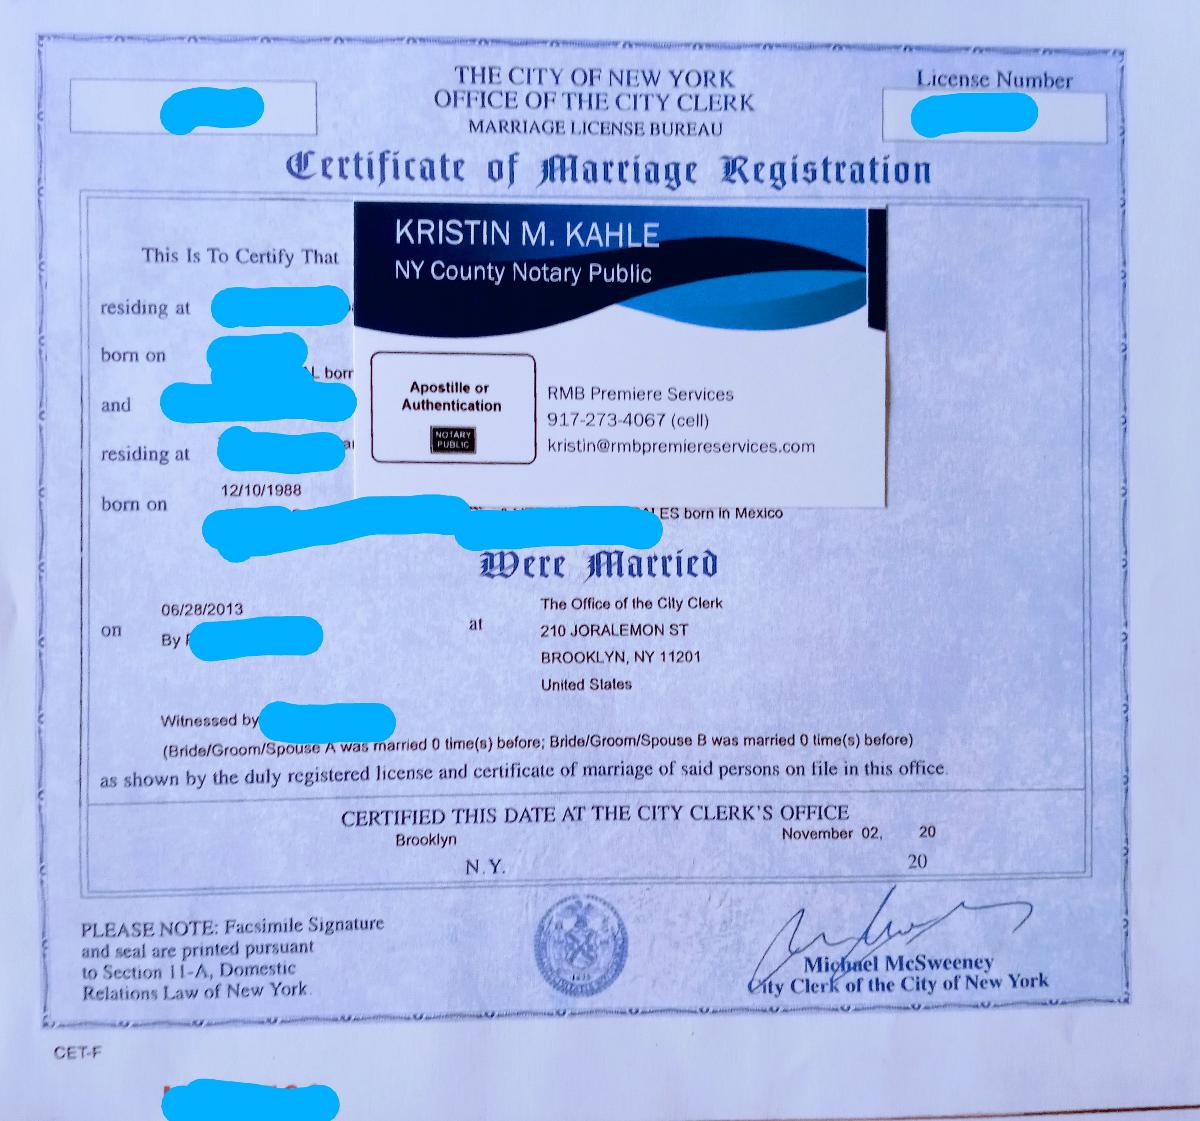 THE CITY OF NEW YORK
OFFICE OF THE CITY CLERK
MARRIAGE LICENSE BUREAU
License Number
Certificate of Marriage Registration
This Is To Certify That
residing at
born on
L born
and
residing at
12/10/1988
born on
ES born in Mexico
KRISTIN M. KAHLE
NY County Notary Public
Apostille or
Authentication
NOTARY
PUBLIC
RMB Premiere Services
917-273-4067 (cell)
kristin@rmbpremiereservices.com
Were Married
on
06/28/2013
By
at
The Office of the City Clerk
210 JORALEMON ST
BROOKLYN, NY 11201
United States
Witnessed by
(Bride/Groom/Spouse A was married 0 time(s) before; Bride/Groom/Spouse B was married 0 time(s) before)
as shown by the duly registered license and certificate of marriage of said persons on file in this office.
CERTIFIED THIS DATE AT THE CITY CLERK'S OFFICE
Brooklyn
November 02, 20
N.Y.
20
PLEASE NOTE: Facsimile Signature
and seal are printed pursuant
to Section 11-A, Domestic
Relations Law of New York.
Michael McSweeney
City Clerk of the City of New York
CET-F